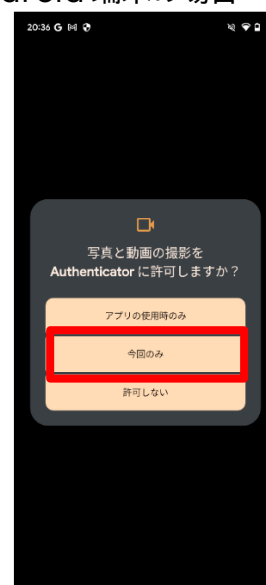 20:36 G
写真と動画の撮影を
Authenticator に許可しますか？
アプリの使用時のみ
今回のみ
許可しない